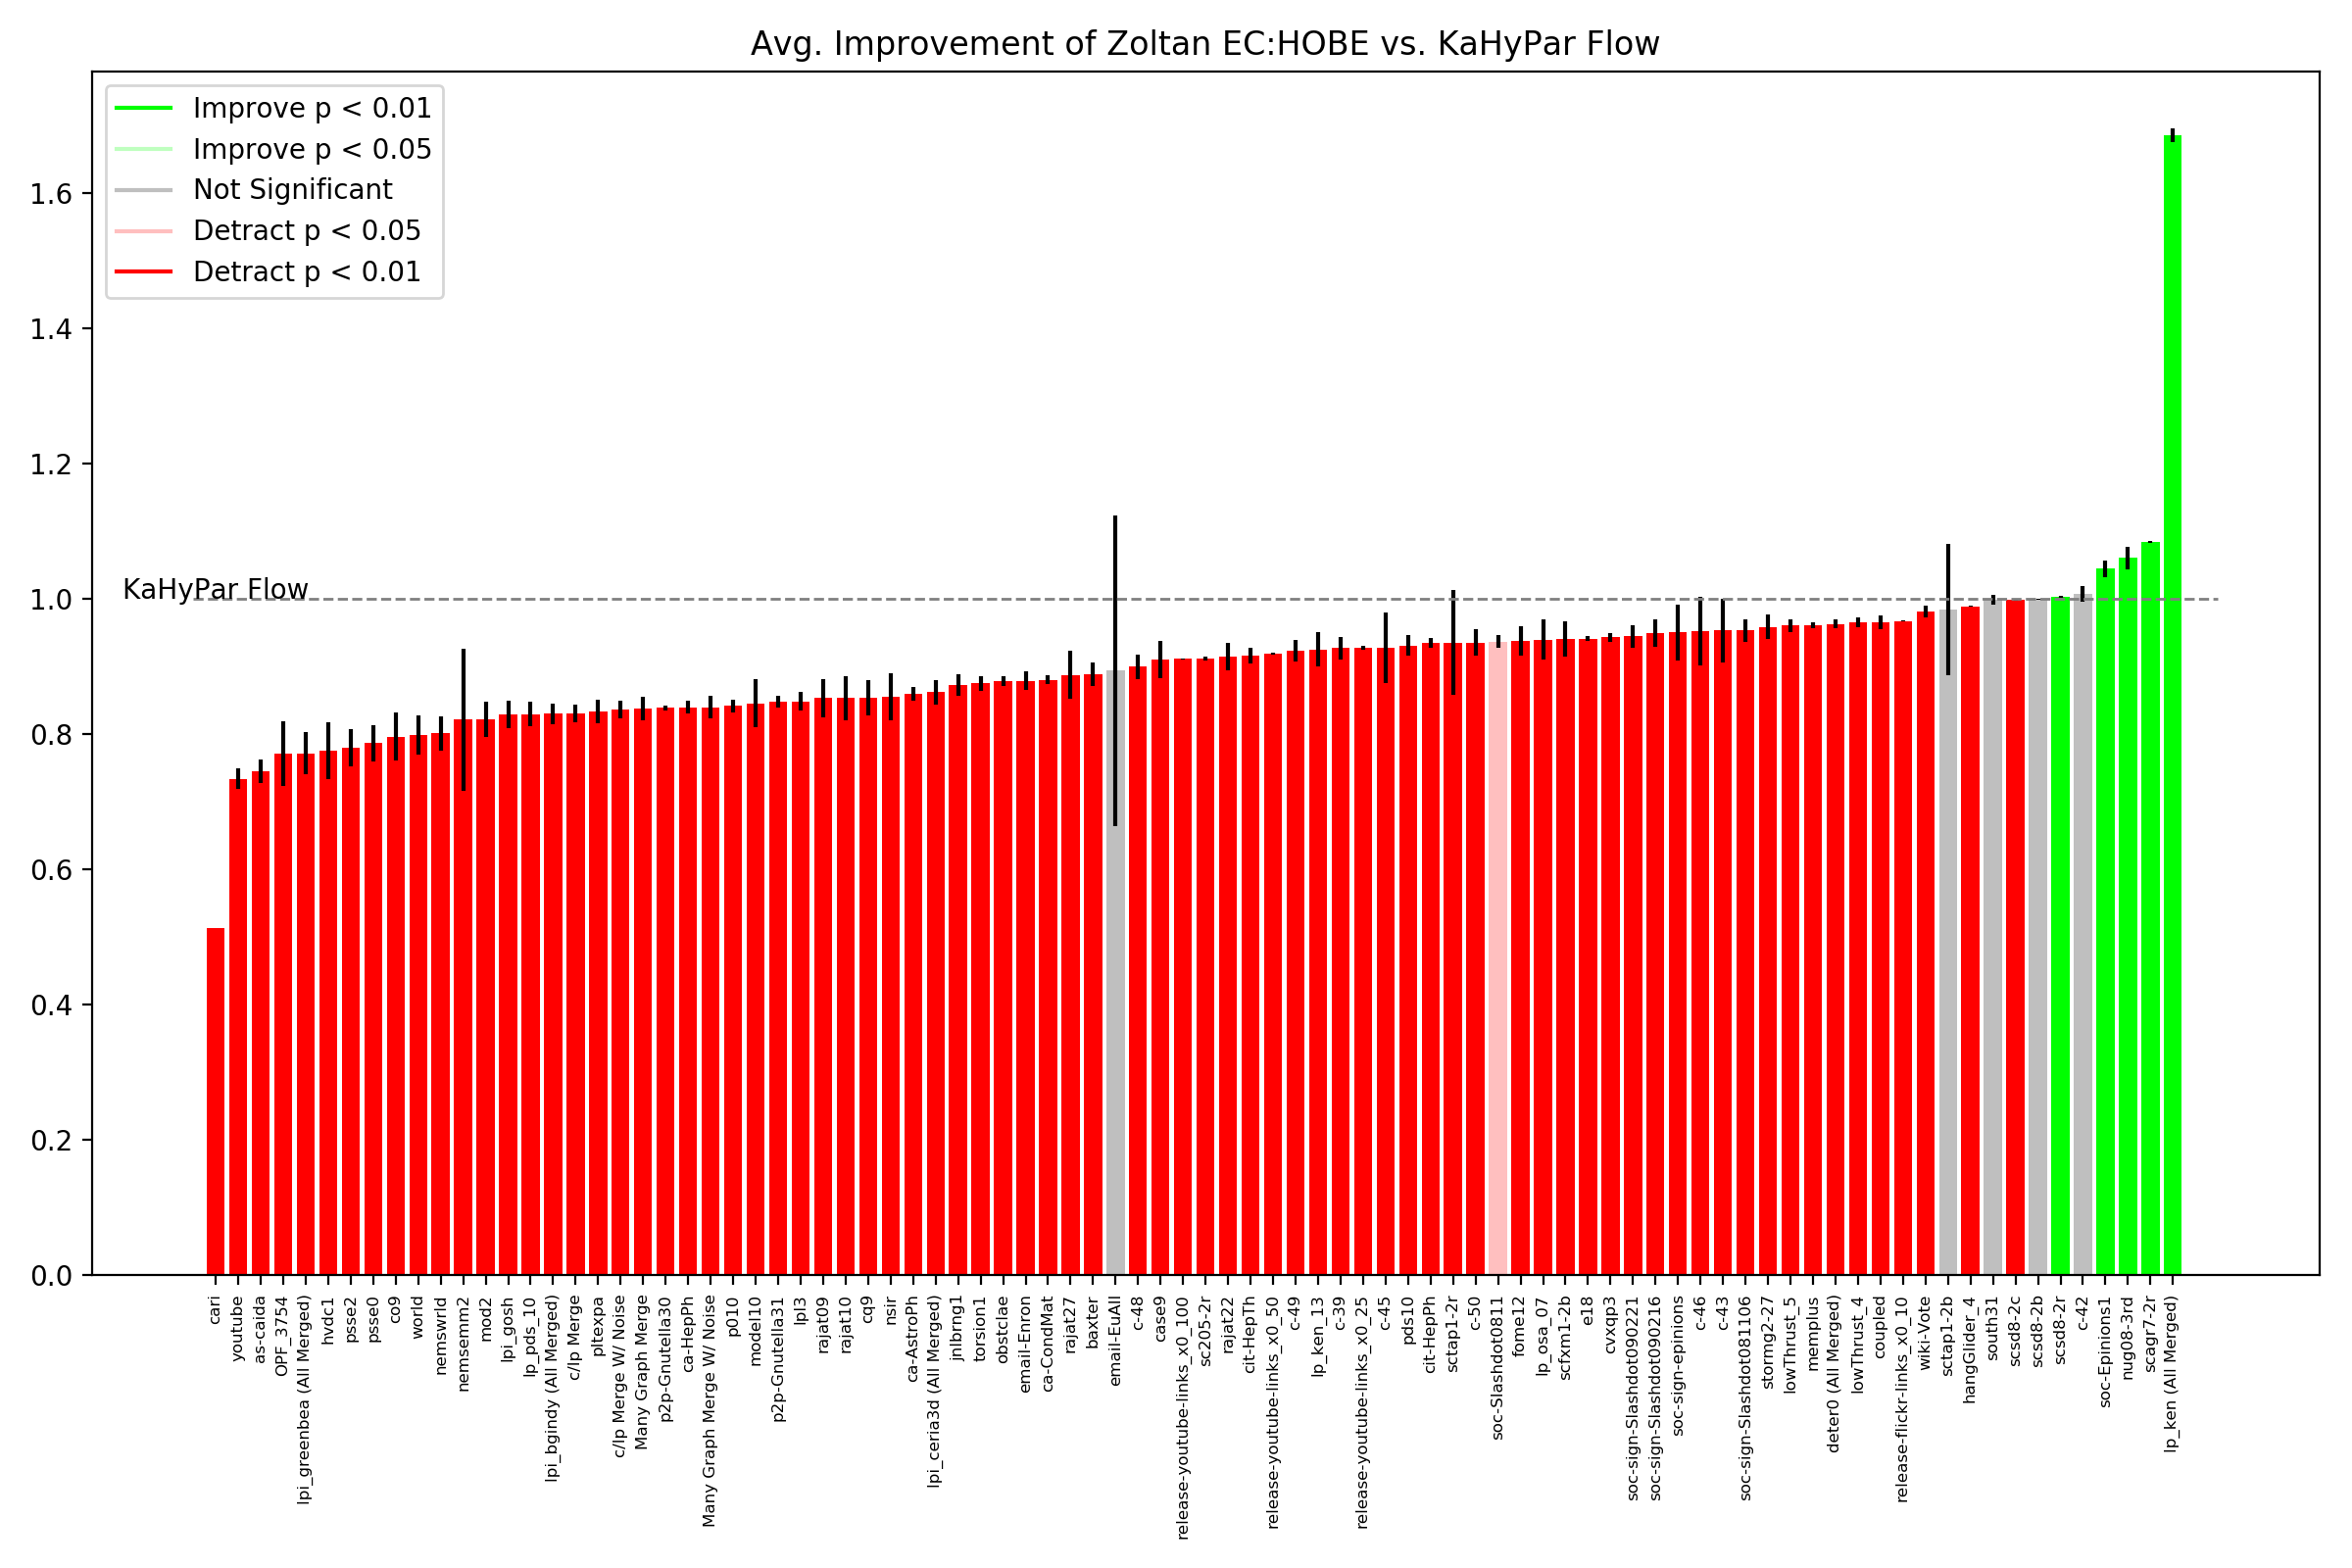 Avg. Improvement of Zoltan EC:HOBE vs. KaHyPar Flow
Improve p < 0.01
Improve p < 0.05
Not Significant
Detract p < 0.05
Detract p < 0.01
1.6
1.4
1.2
1.0
0.8
0.6
0.4
0.2
0.0
KaHyPar Flow
cari
youtube
as-caida
OPF_3754
lpi_greenbea (All Merged)
hvdc1
psse2
psse0
co9
world
nemswrld
nemsemm2
mod2
lpi_gosh
lp_pds_10
lpi_bgindy (All Merged)
c/lp Merge
pltexpa
c/lp Merge W/ Noise
Many Graph Merge
p2p-Gnutella30
ca-HepPh
Many Graph Merge W/ Noise
p010
model10
p2p-Gnutella31
lpl3
rajat09
rajat10
cq9
nsir
ca-AstroPh
lpi_ceria3d (All Merged)
jnlbrng1
torsion1
obstclae
email-Enron
ca-CondMat
rajat27
baxter
email-EuAll
c-48
case9
release-youtube-links_x0_100
sc205-2r
rajat22
cit-HepTh
release-youtube-links_x0_50
c-49
lp_ken_13
c-39
release-youtube-links_x0_25
c-45
pds10
cit-HepPh
sctap1-2r
c-50
soc-Slashdot0811
fome12
lp_osa_07
scfxm1-2b
e18
cvxqp3
soc-sign-Slashdot090221
soc-sign-Slashdot090216
soc-sign-epinions
c-46
c-43
soc-sign-Slashdot081106
stormg2-27
lowThrust_5
memplus
deter0 (All Merged)
lowThrust_4
coupled
release-flickr-links_x0_10
wiki-Vote
sctap1-2b
hangGlider_4
south31
scsd8-2c
scsd8-2b
scsd8-2r
c-42
soc-Epinions1
nug08-3rd
scagr7-2r
lp_ken (All Merged)